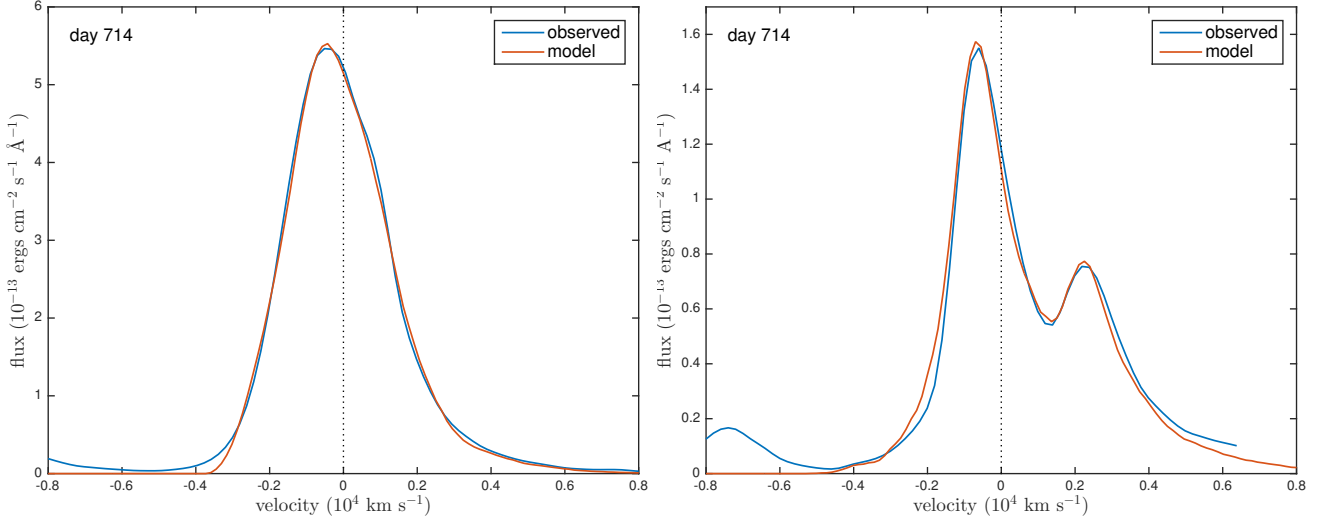 day 714
observed
model
flux (10⁻¹³ ergs cm⁻² s⁻¹ Å⁻¹)
6
5
4
3
2
1
0
-0.8 -0.6 -0.4 -0.2 0 0.2 0.4 0.6 0.8
velocity (10⁴ km s⁻¹)
day 714
observed
model
flux (10⁻¹³ ergs cm⁻² s⁻¹ Å⁻¹)
1.6
1.4
1.2
1
0.8
0.6
0.4
0.2
0
-0.8 -0.6 -0.4 -0.2 0 0.2 0.4 0.6 0.8
velocity (10⁴ km s⁻¹)